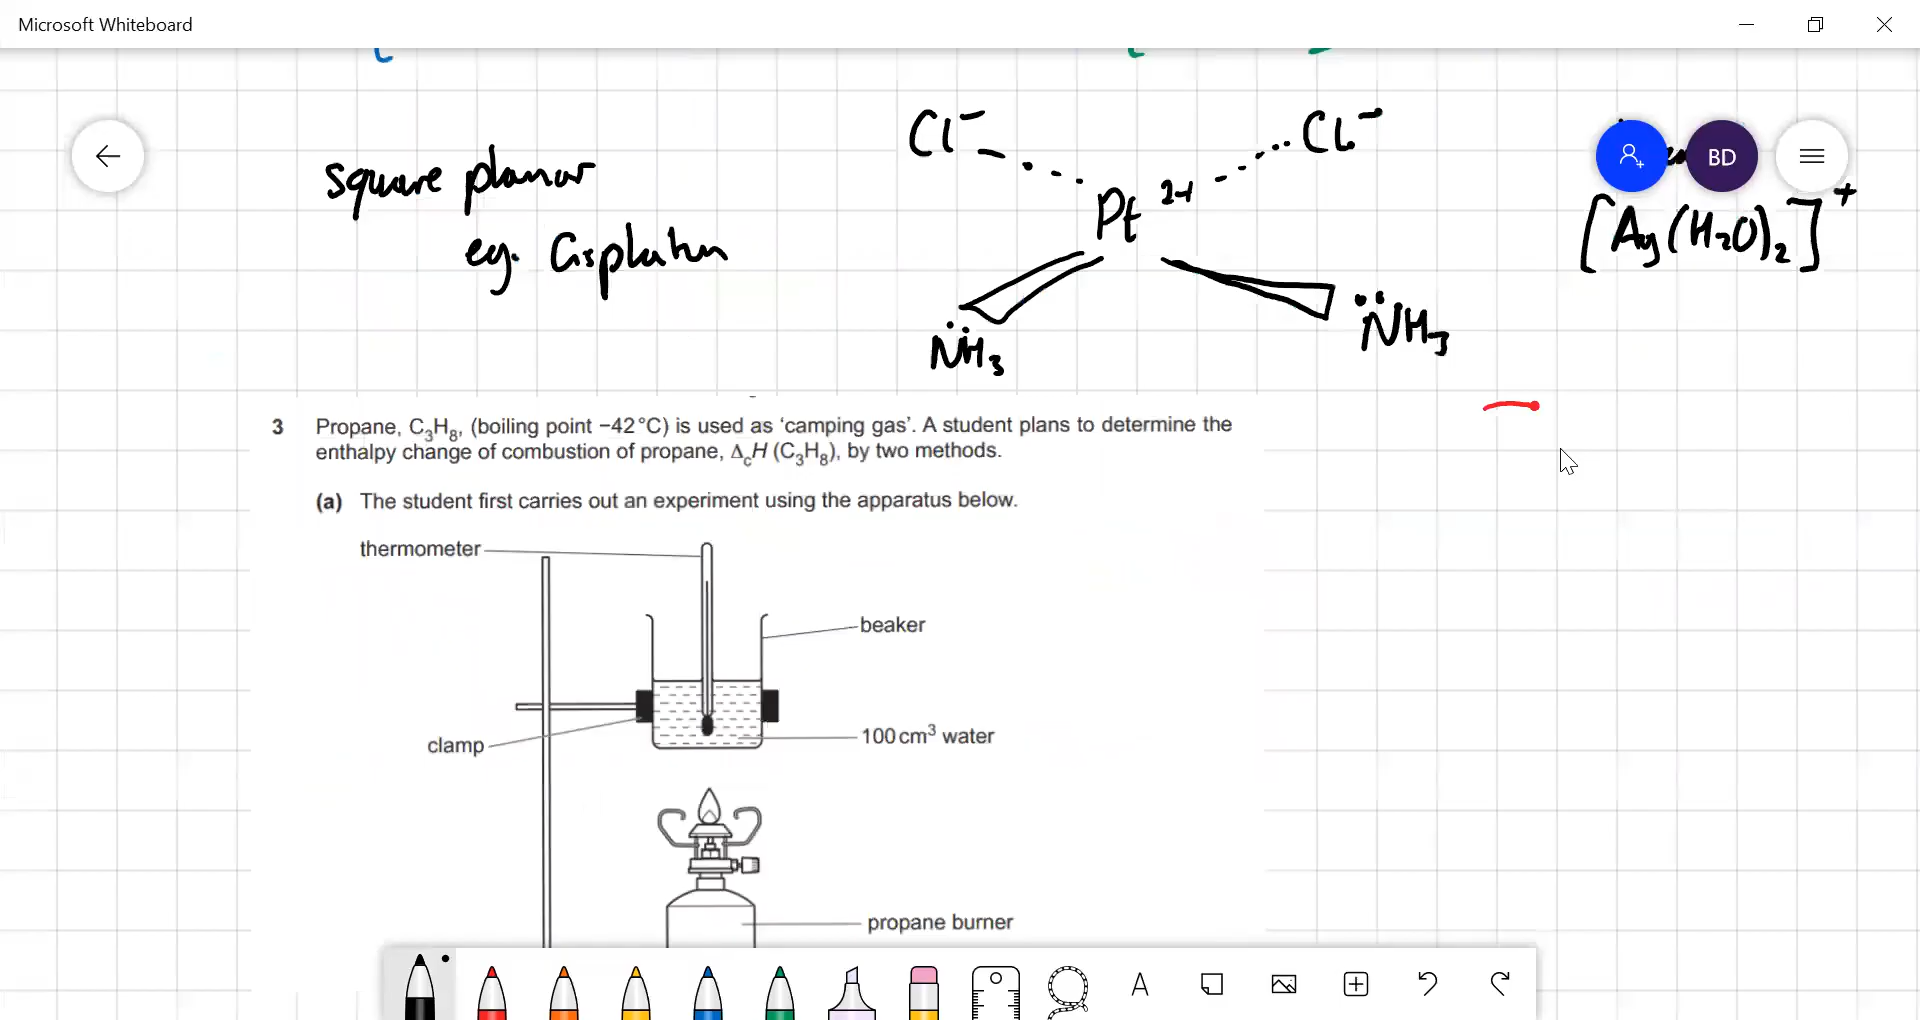 Microsoft Whiteboard
square planar
eg. Cisplatin
Cl⁻
Cl⁻
Pt 2+
NH₃
NH₃
BD
[Ag(H₂O)₂]⁺
3 Propane, C₃H₈, (boiling point −42 °C) is used as ‘camping gas’. A student plans to determine the
enthalpy change of combustion of propane, Δ꜀H (C₃H₈), by two methods.
(a) The student first carries out an experiment using the apparatus below.
thermometer
beaker
clamp
100 cm³ water
propane burner
A